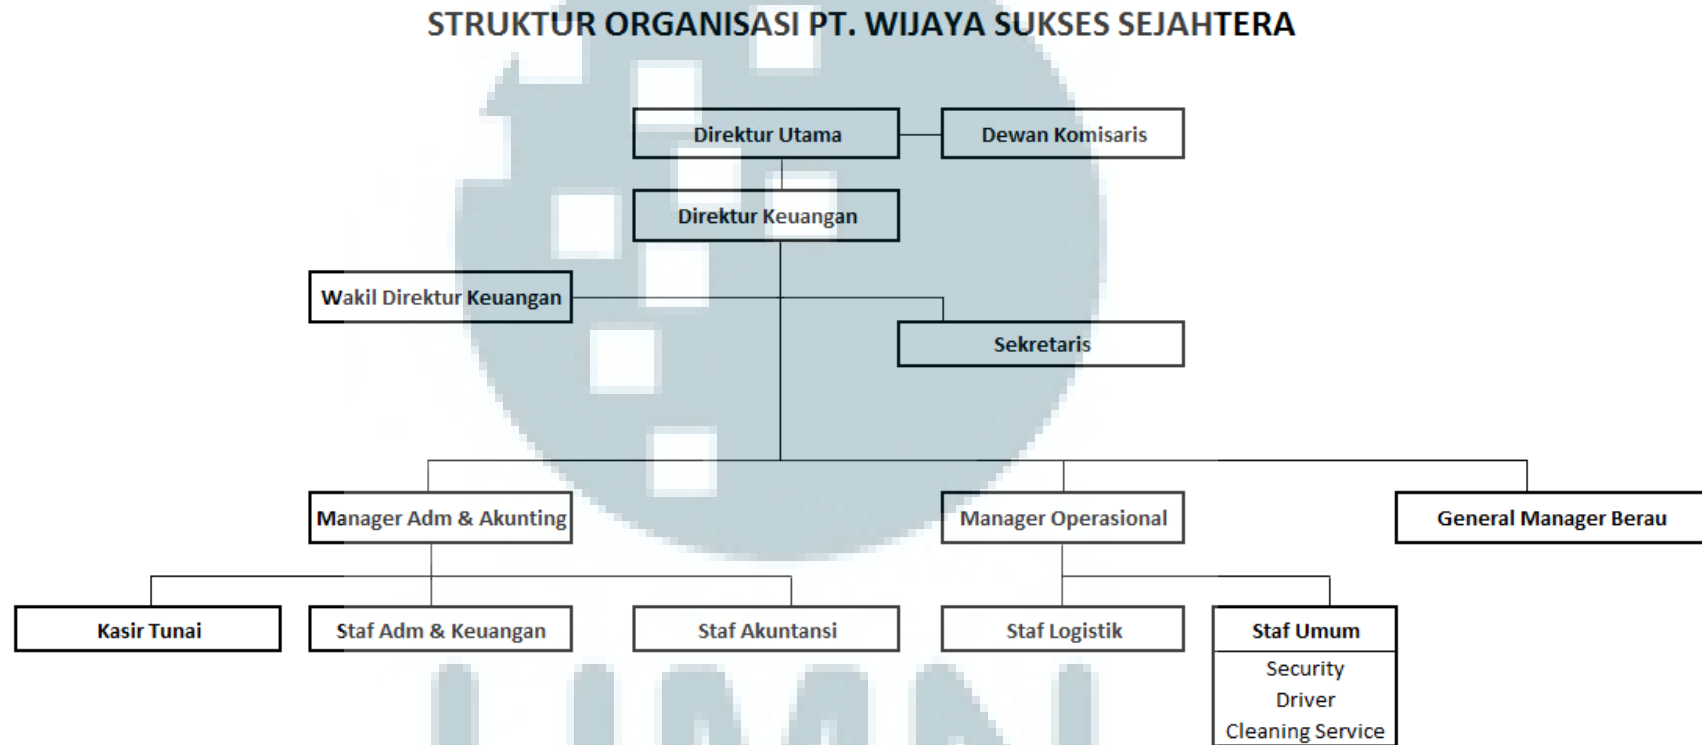 STRUKTUR ORGANISASI PT. WIJAYA SUKSES SEJAHTERA
Direktur Utama
Dewan Komisaris
Direktur Keuangan
Wakil Direktur Keuangan
Sekretaris
Manager Adm & Akunting
Manager Operasional
General Manager Berau
Kasir Tunai
Staf Adm & Keuangan
Staf Akuntansi
Staf Logistik
Staf Umum
Security
Driver
Cleaning Service
UMN